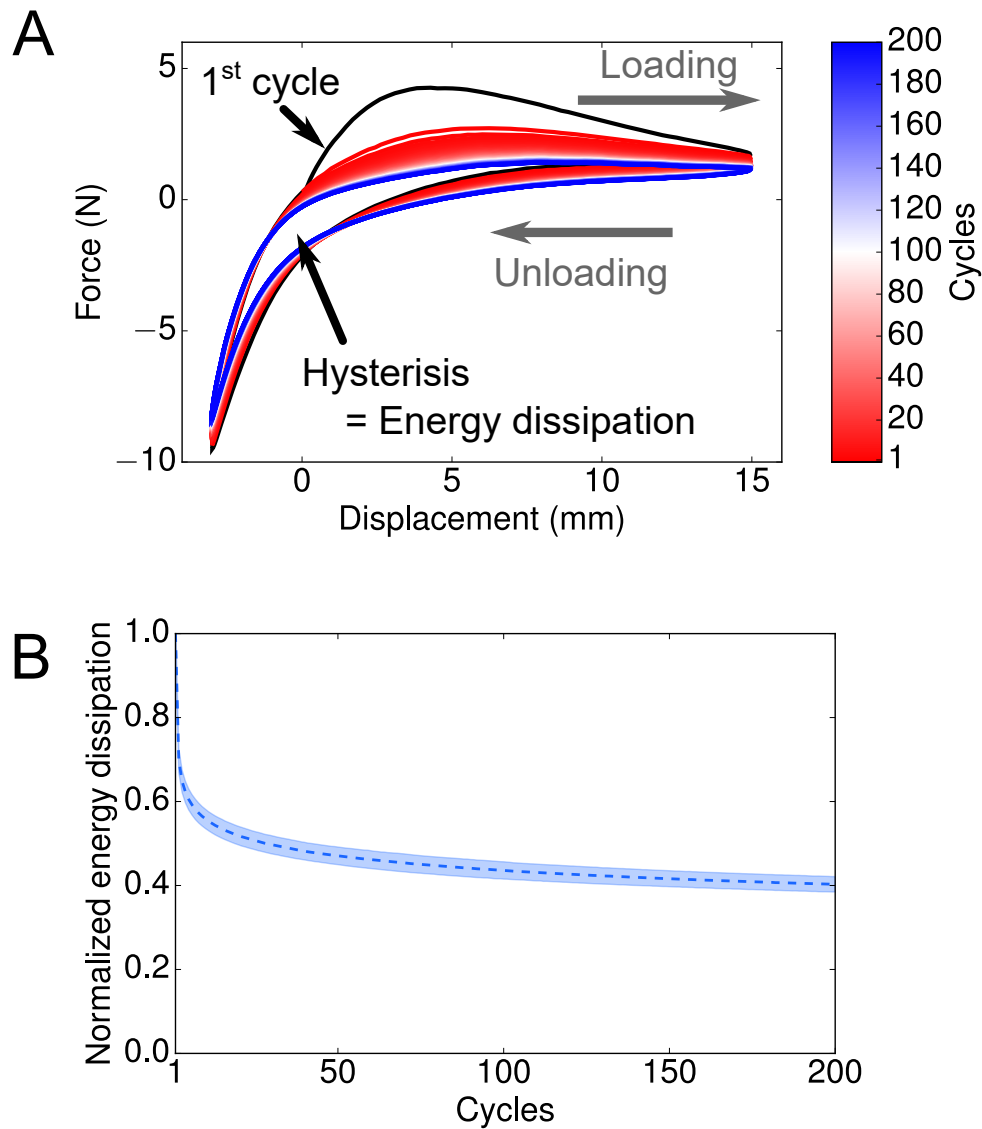 A
1st cycle
Loading
Unloading
Hysterisis
= Energy dissipation
5
0
−5
−10
Force (N)
0
5
10
15
Displacement (mm)
200
180
160
140
120
100
80
60
40
20
1
Cycles
B
1.0
0.8
0.6
0.4
0.2
0.0
Normalized energy dissipation
1
50
100
150
200
Cycles